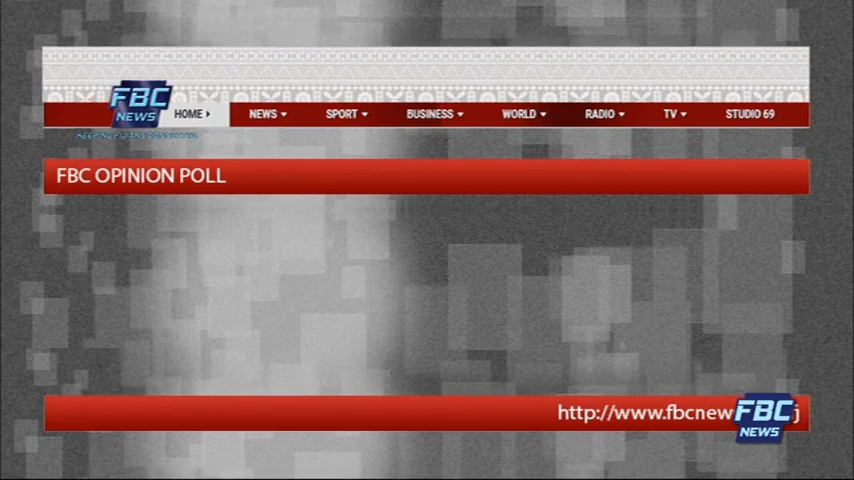 FBC
NEWS
HOME NEWS SPORT BUSINESS WORLD RADIO TV STUDIO 69
FBC OPINION POLL
http://www.fbcnew j
FBC
NEWS